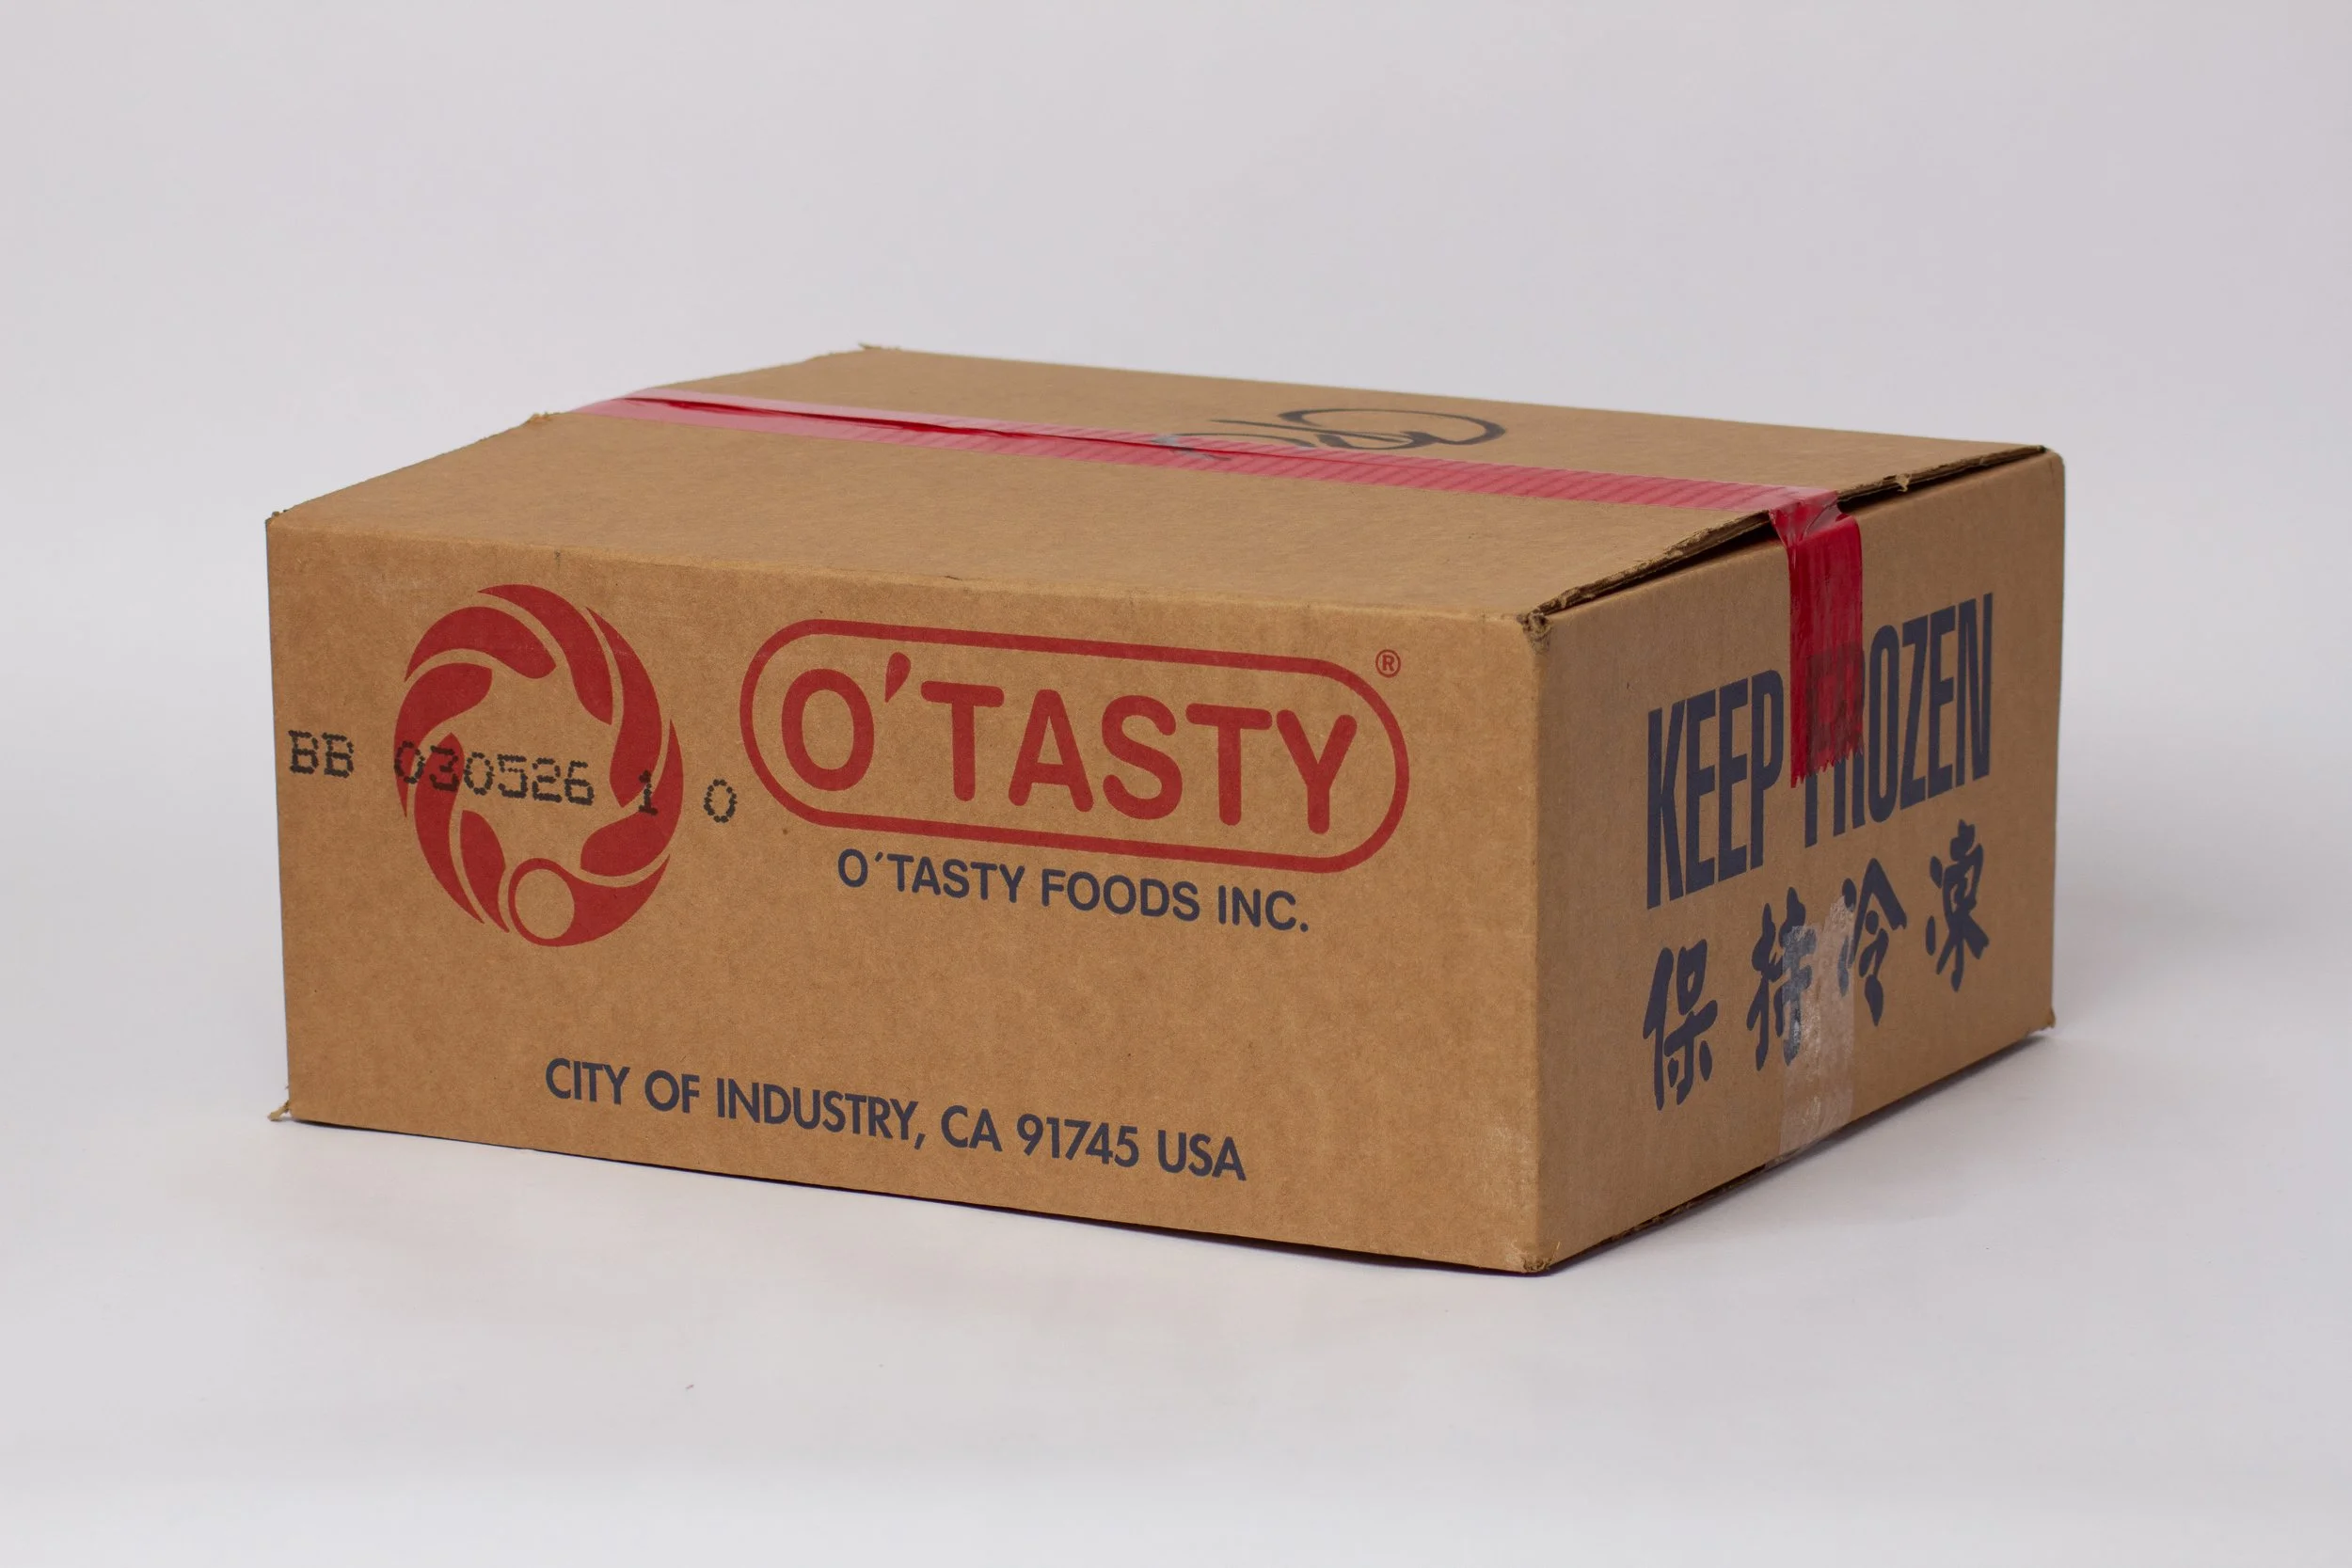 BB 030526 1 0
O'TASTY®
O'TASTY FOODS INC.
CITY OF INDUSTRY, CA 91745 USA
KEEP FROZEN
保持冷凍